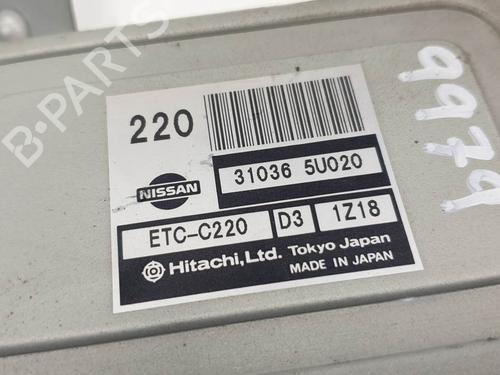 B-PARTS
220
NISSAN
31036 5U020
ETC-C220 D3 1Z18
Hitachi, Ltd. Tokyo Japan
MADE IN JAPAN